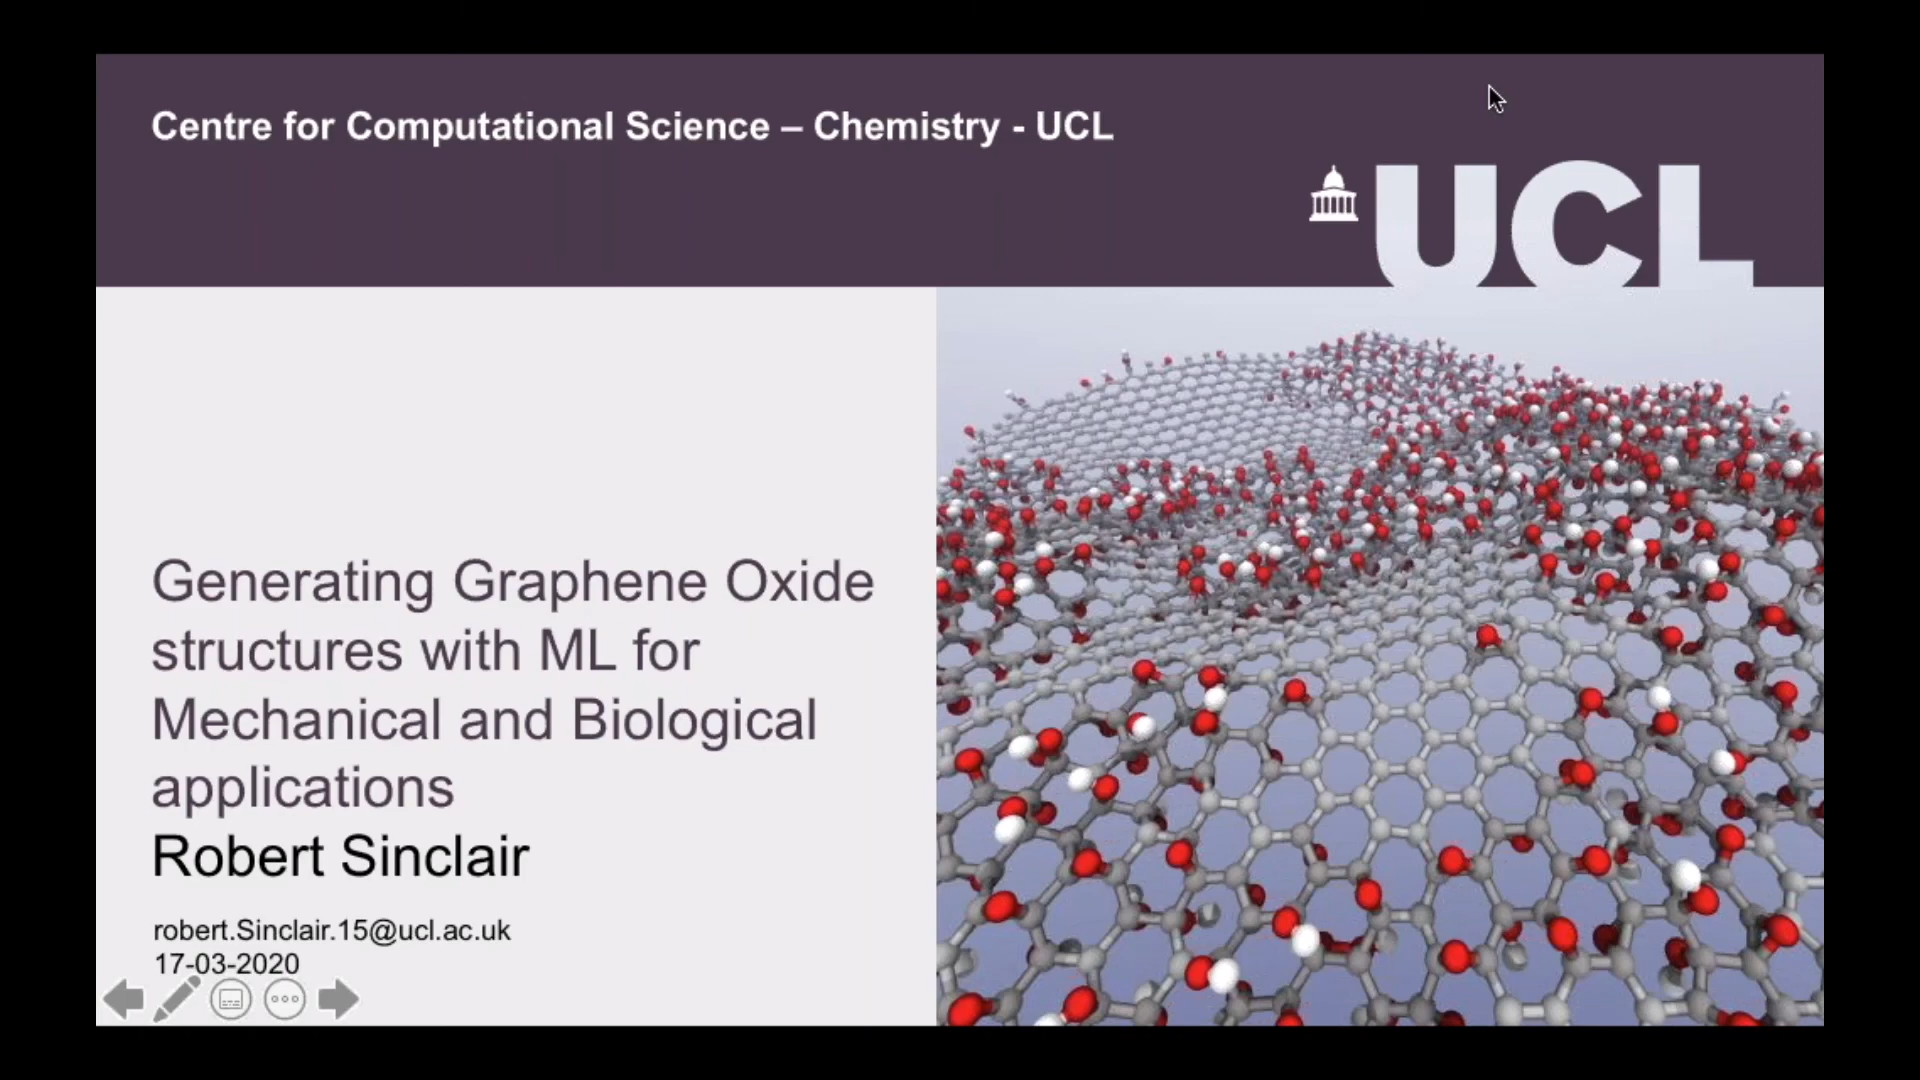 Centre for Computational Science – Chemistry - UCL
UCL
Generating Graphene Oxide
structures with ML for
Mechanical and Biological
applications
Robert Sinclair
robert.Sinclair.15@ucl.ac.uk
17-03-2020